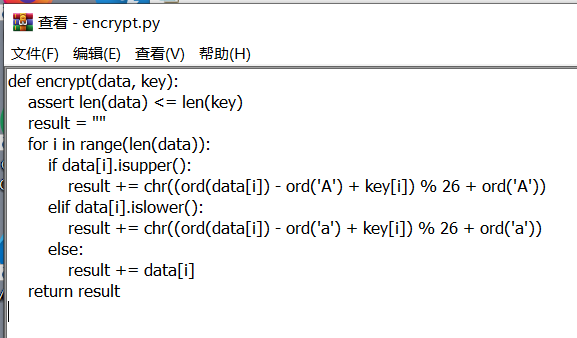 查看 - encrypt.py
文件(F) 编辑(E) 查看(V) 帮助(H)
def encrypt(data, key):
    assert len(data) <= len(key)
    result = ""
    for i in range(len(data)):
        if data[i].isupper():
            result += chr((ord(data[i]) - ord('A') + key[i]) % 26 + ord('A'))
        elif data[i].islower():
            result += chr((ord(data[i]) - ord('a') + key[i]) % 26 + ord('a'))
        else:
            result += data[i]
    return result